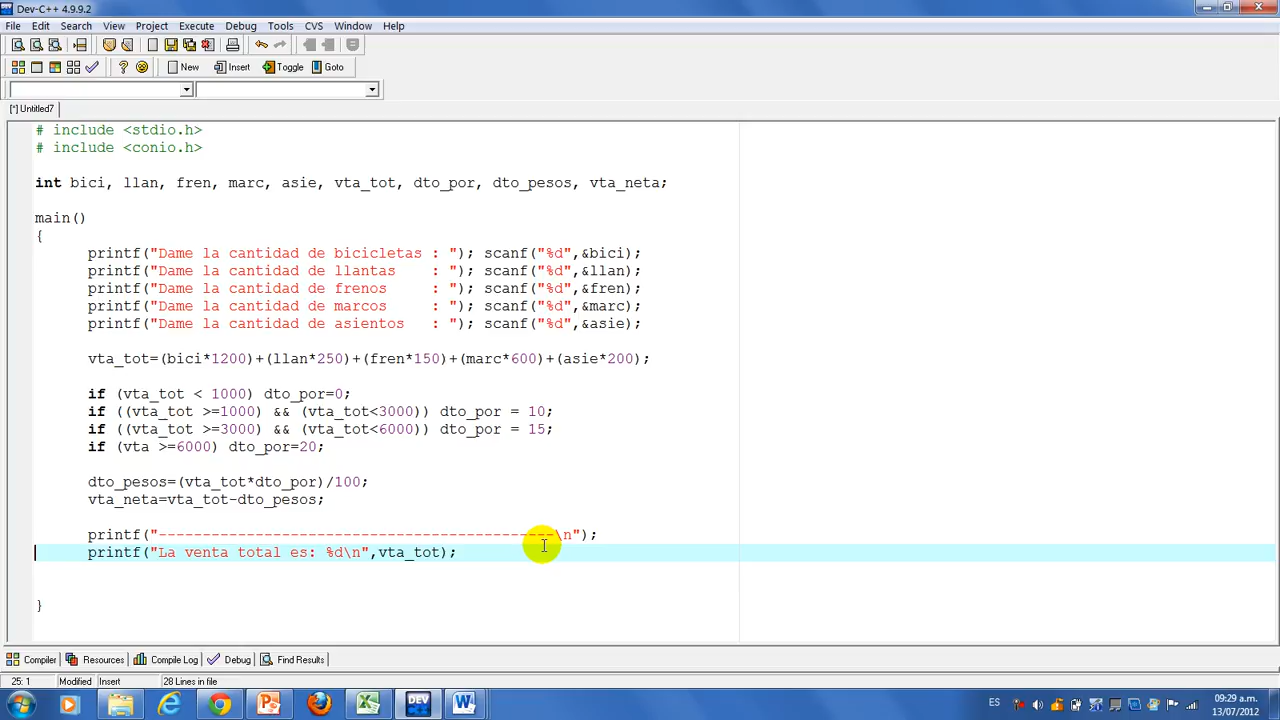 Dev-C++ 4.9.9.2
File Edit Search View Project Execute Debug Tools CVS Window Help
New Insert Toggle Goto
[*] Untitled7
# include <stdio.h>
# include <conio.h>
int bici, llan, fren, marc, asie, vta_tot, dto_por, dto_pesos, vta_neta;
main()
{
printf("Dame la cantidad de bicicletas : "); scanf("%d",&bici);
printf("Dame la cantidad de llantas    : "); scanf("%d",&llan);
printf("Dame la cantidad de frenos     : "); scanf("%d",&fren);
printf("Dame la cantidad de marcos     : "); scanf("%d",&marc);
printf("Dame la cantidad de asientos   : "); scanf("%d",&asie);
vta_tot=(bici*1200)+(llan*250)+(fren*150)+(marc*600)+(asie*200);
if (vta_tot < 1000) dto_por=0;
if ((vta_tot >=1000) && (vta_tot<3000)) dto_por = 10;
if ((vta_tot >=3000) && (vta_tot<6000)) dto_por = 15;
if (vta >=6000) dto_por=20;
dto_pesos=(vta_tot*dto_por)/100;
vta_neta=vta_tot-dto_pesos;
printf("---------------------------------------------\n");
printf("La venta total es: %d\n",vta_tot);
}
Compiler Resources Compile Log Debug Find Results
25: 1 Modified Insert 28 Lines in file
ES 09:29 a.m.
13/07/2012